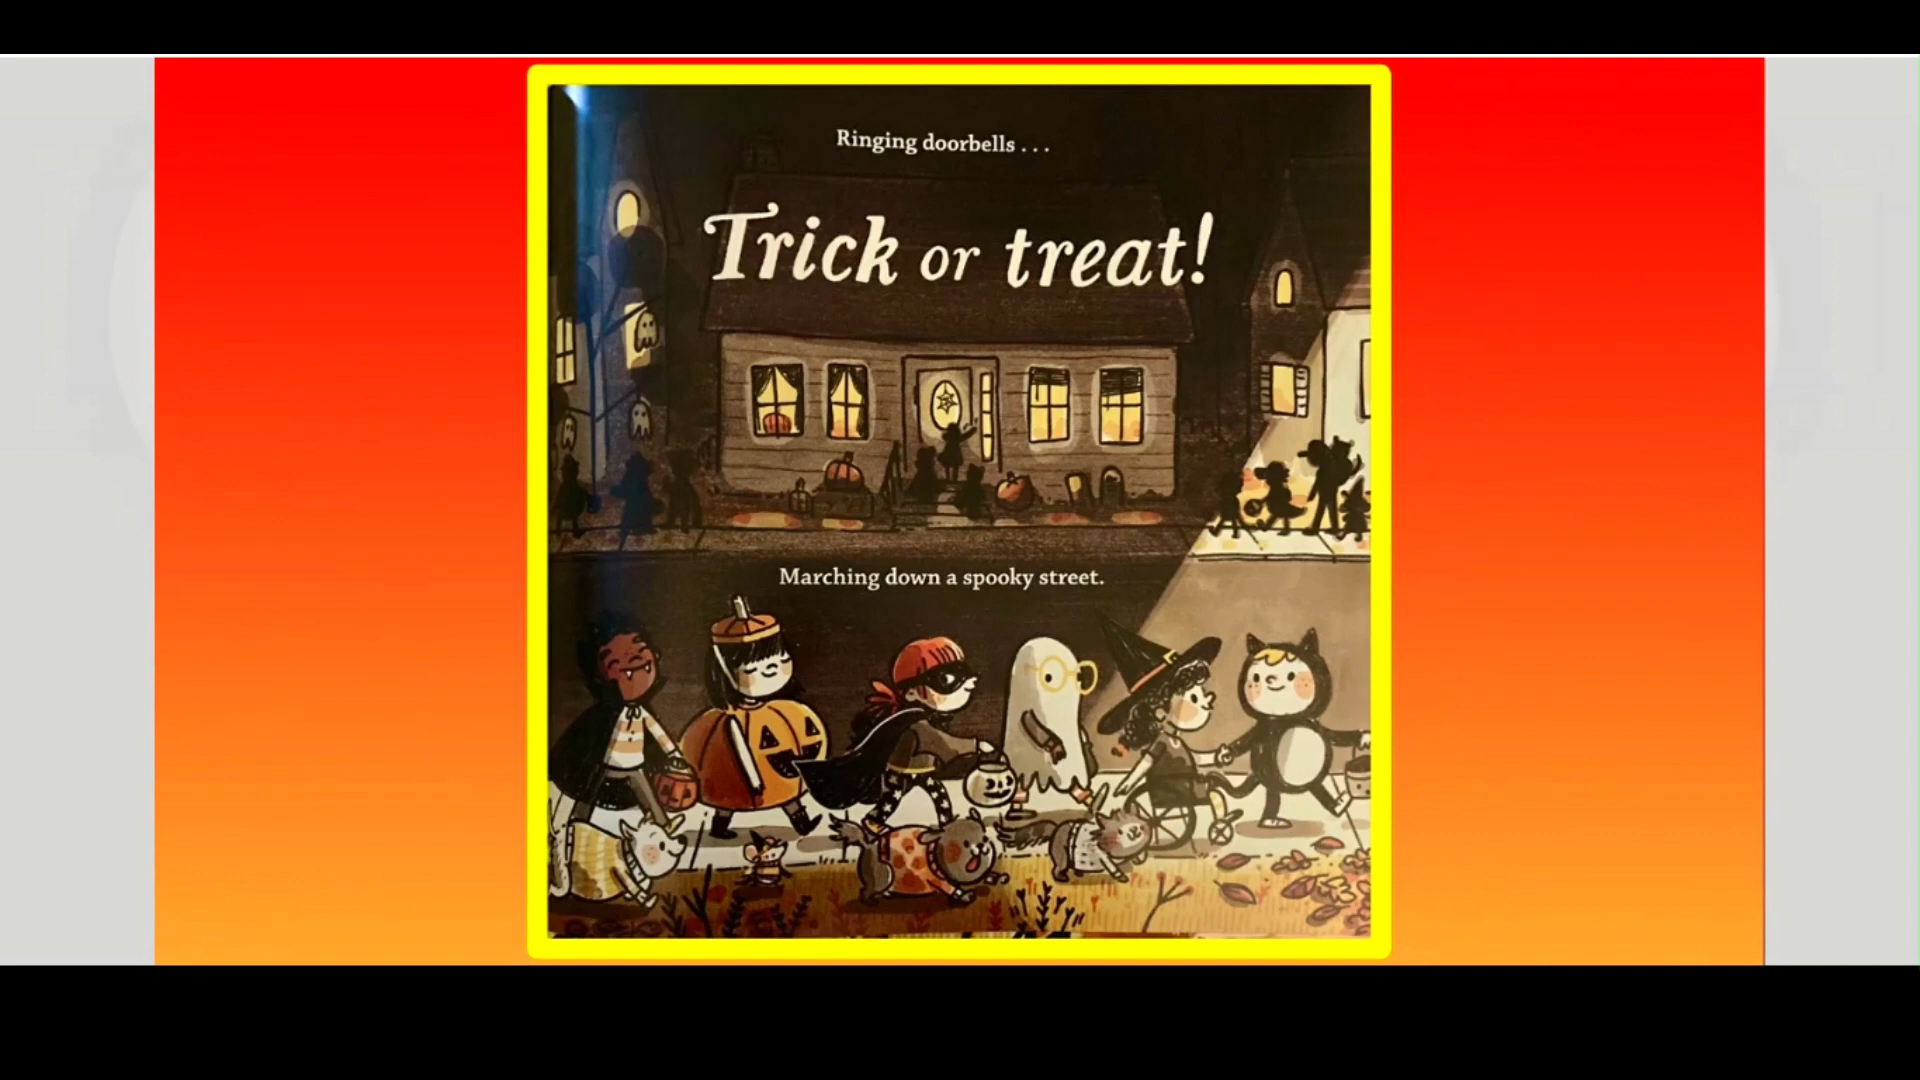 Ringing doorbells . . .
Trick or treat!
Marching down a spooky street.